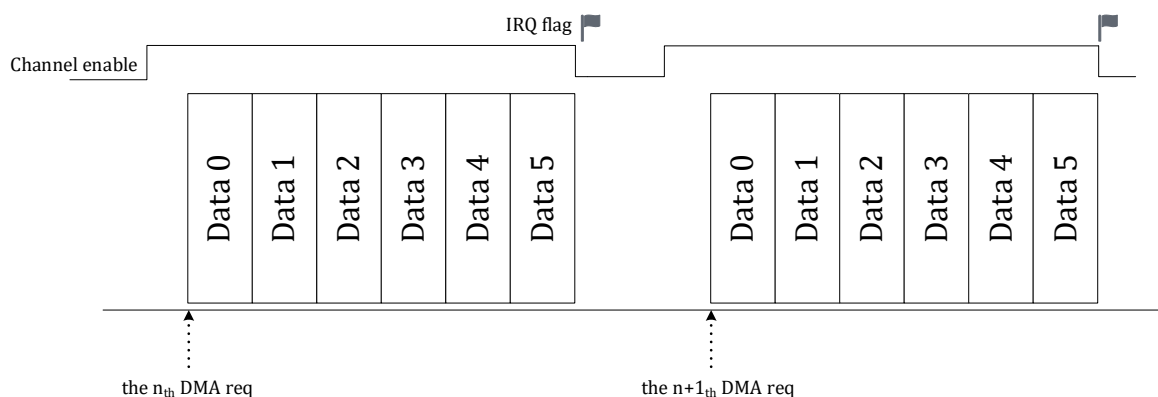 IRQ flag
Channel enable
Data 0
Data 1
Data 2
Data 3
Data 4
Data 5
Data 0
Data 1
Data 2
Data 3
Data 4
Data 5
the nth DMA req
the n+1th DMA req